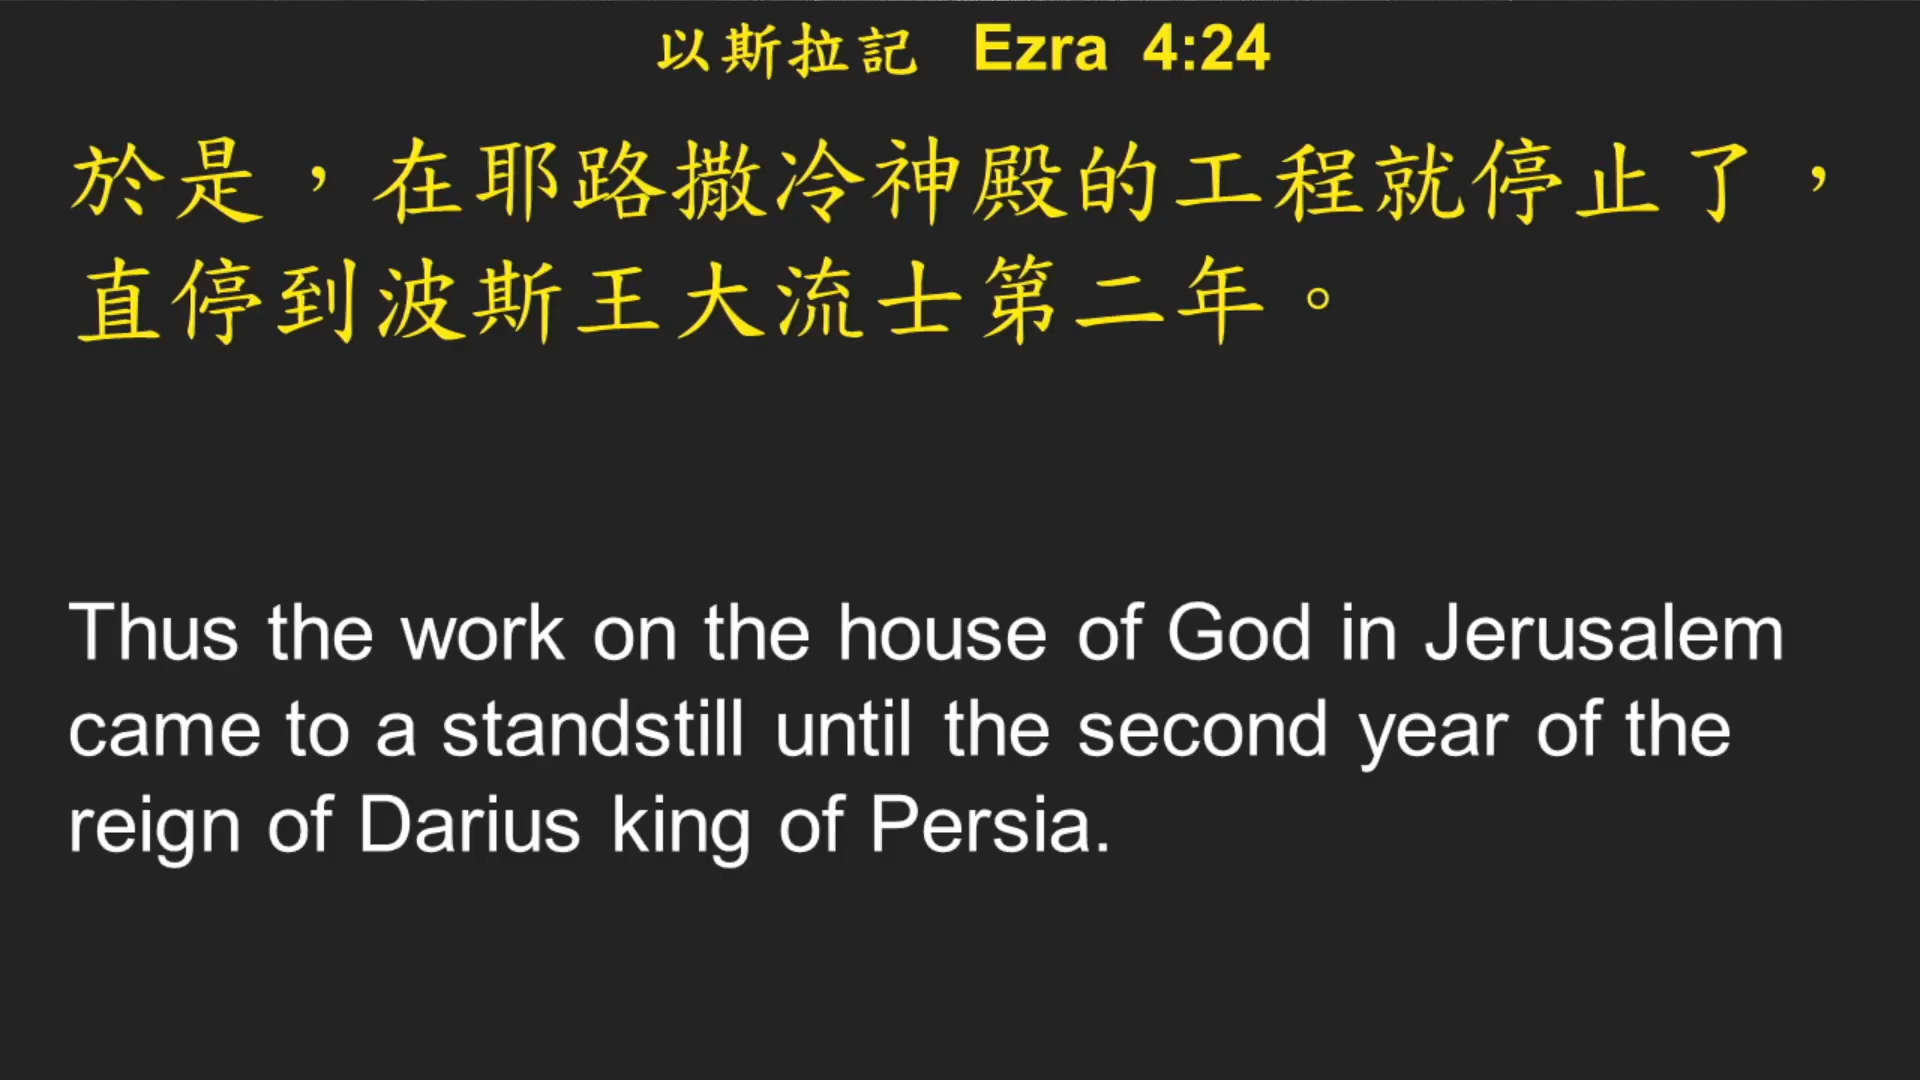 以斯拉記 Ezra 4:24
於是，在耶路撒冷神殿的工程就停止了，
直停到波斯王大流士第二年。
Thus the work on the house of God in Jerusalem
came to a standstill until the second year of the
reign of Darius king of Persia.